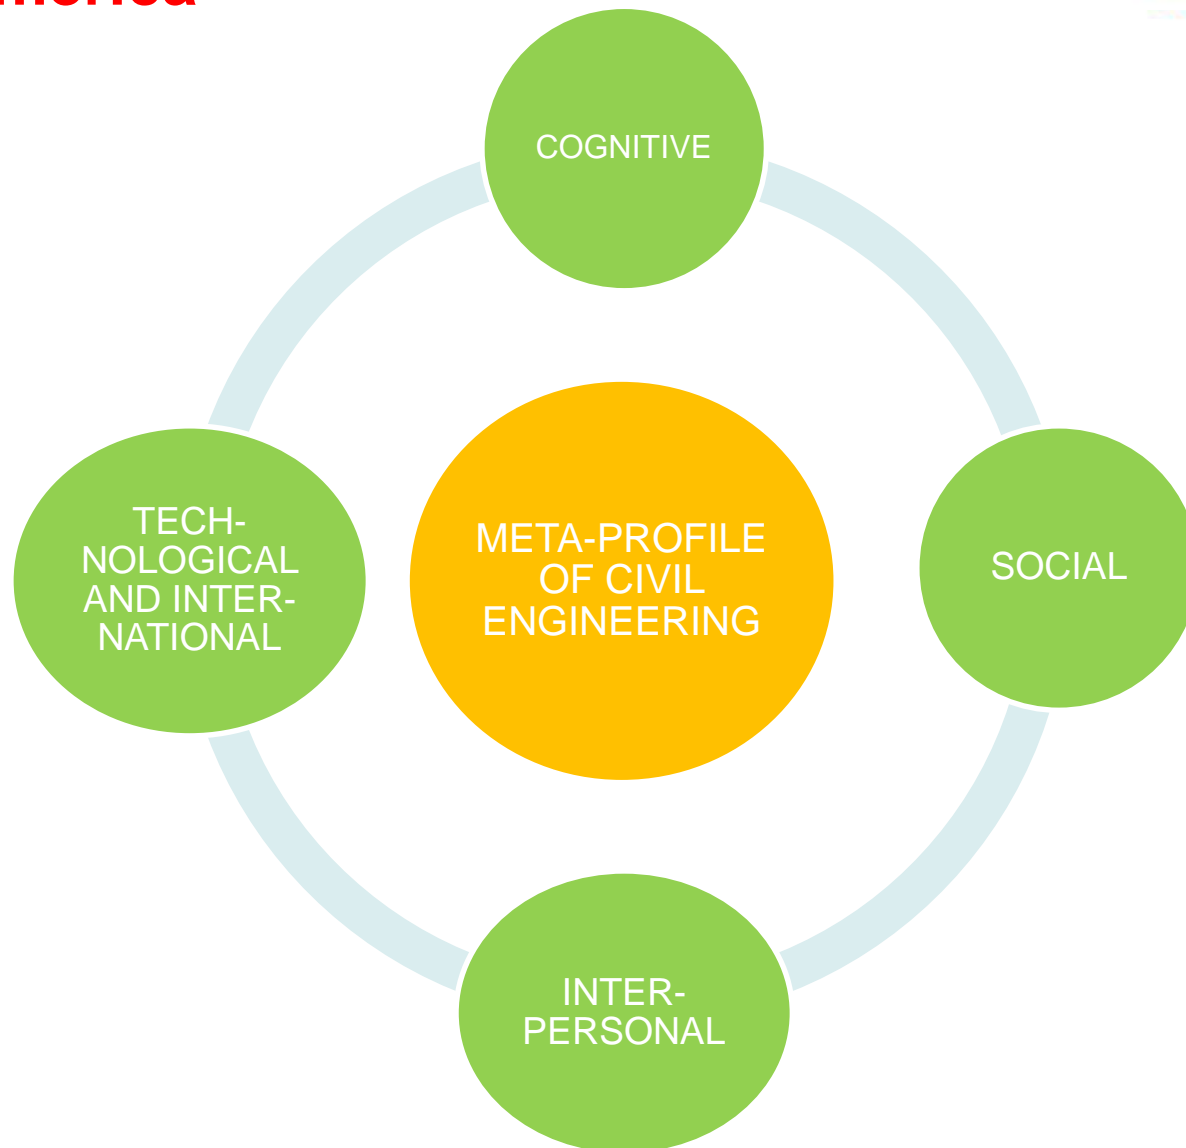 COGNITIVE
TECH-
NOLOGICAL
AND INTER-
NATIONAL
META-PROFILE
OF CIVIL
ENGINEERING
SOCIAL
INTER-
PERSONAL